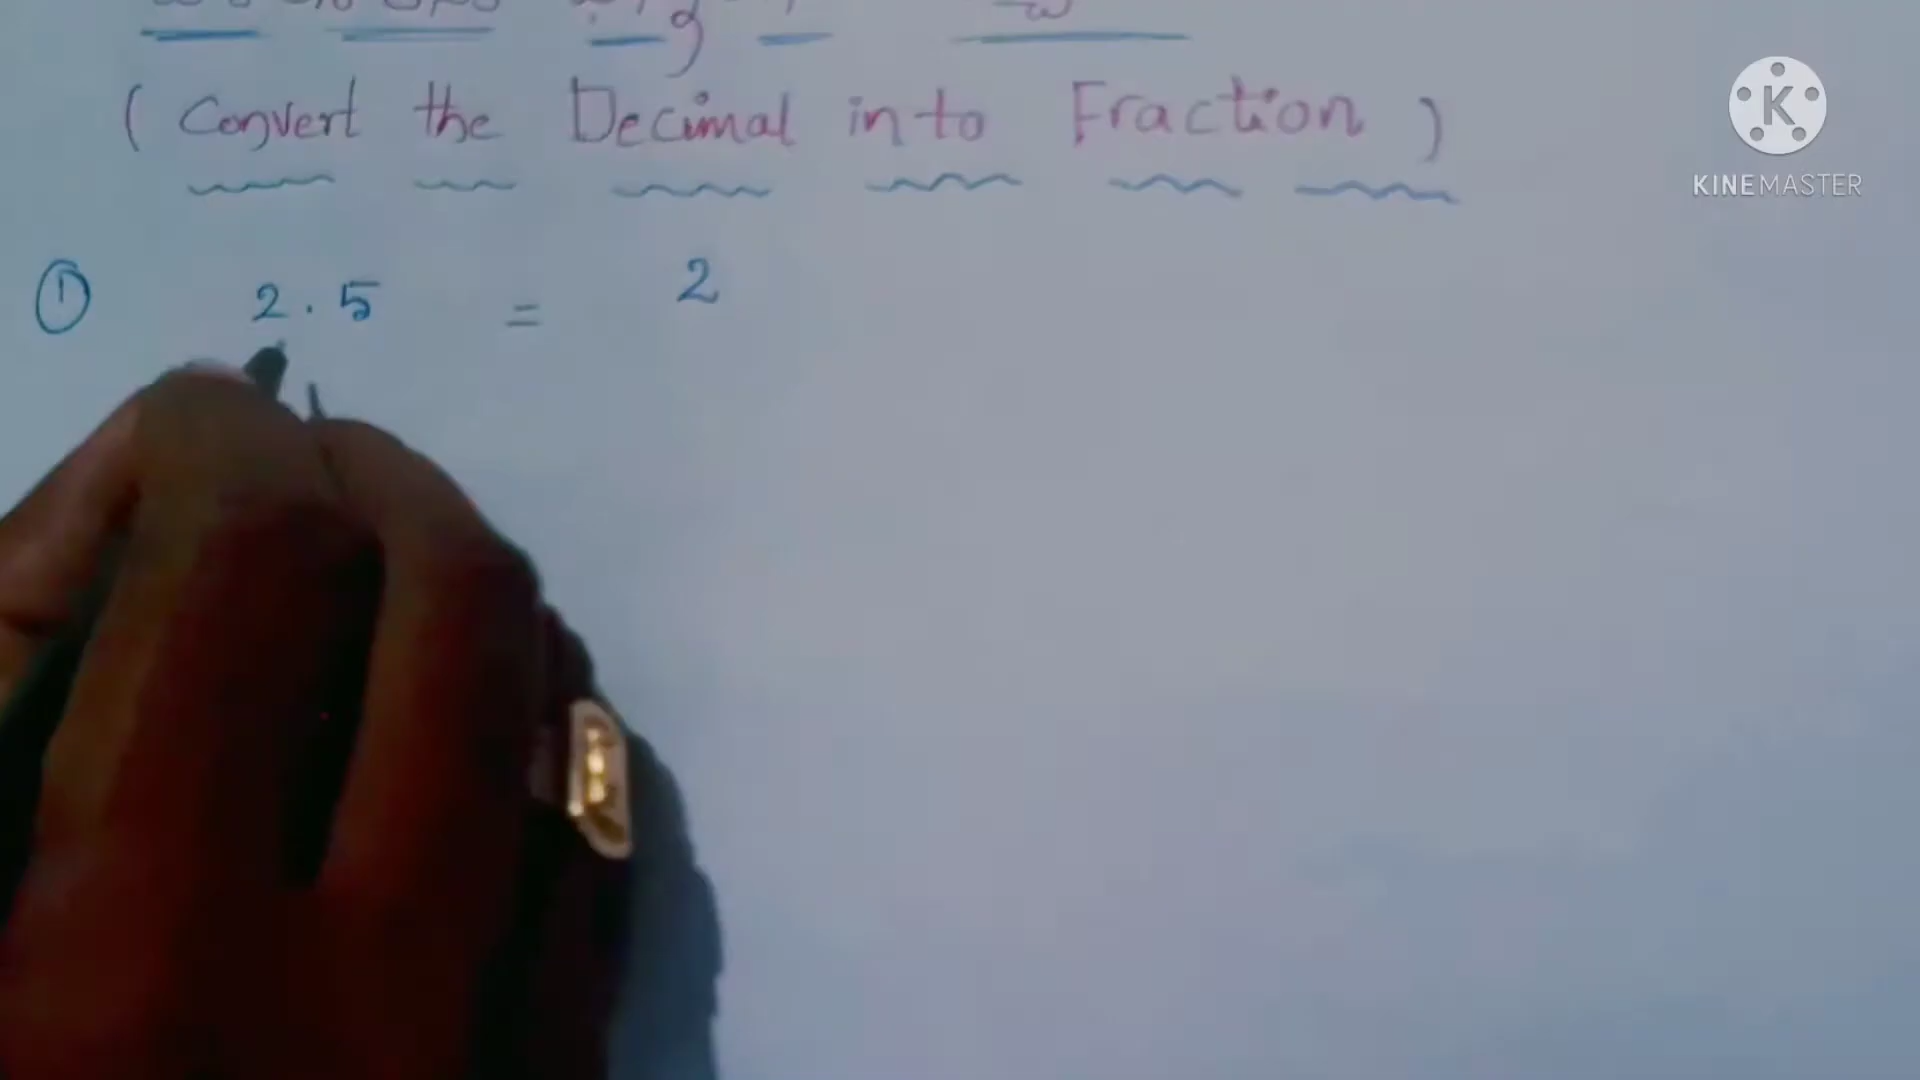 ( Convert the Decimal into Fraction )
① 2.5 = 2
K
KINEMASTER